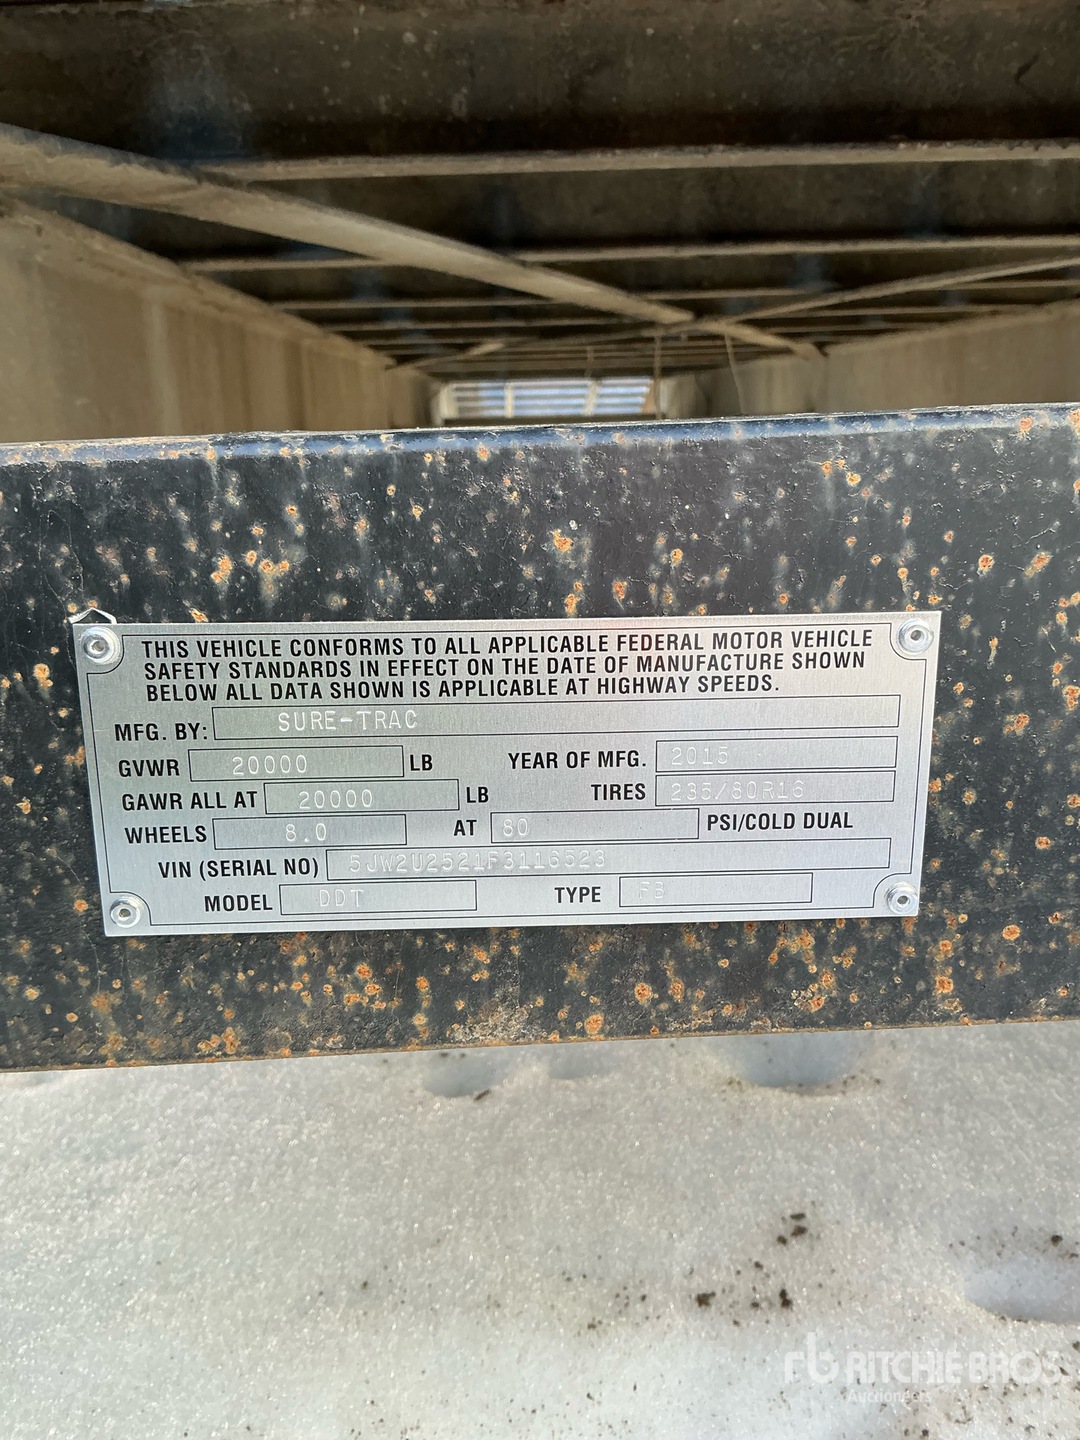 THIS VEHICLE CONFORMS TO ALL APPLICABLE FEDERAL MOTOR VEHICLE
SAFETY STANDARDS IN EFFECT ON THE DATE OF MANUFACTURE SHOWN
BELOW ALL DATA SHOWN IS APPLICABLE AT HIGHWAY SPEEDS.
MFG. BY: SURE-TRAC
GVWR 20000 LB YEAR OF MFG. 2015
GAWR ALL AT 20000 LB TIRES 235/80R16
WHEELS 8.0 AT 80 PSI/COLD DUAL
VIN (SERIAL NO) 5JW2U2521F3116523
MODEL DDT TYPE FB
rb RITCHIE BROS.
Auctioneers